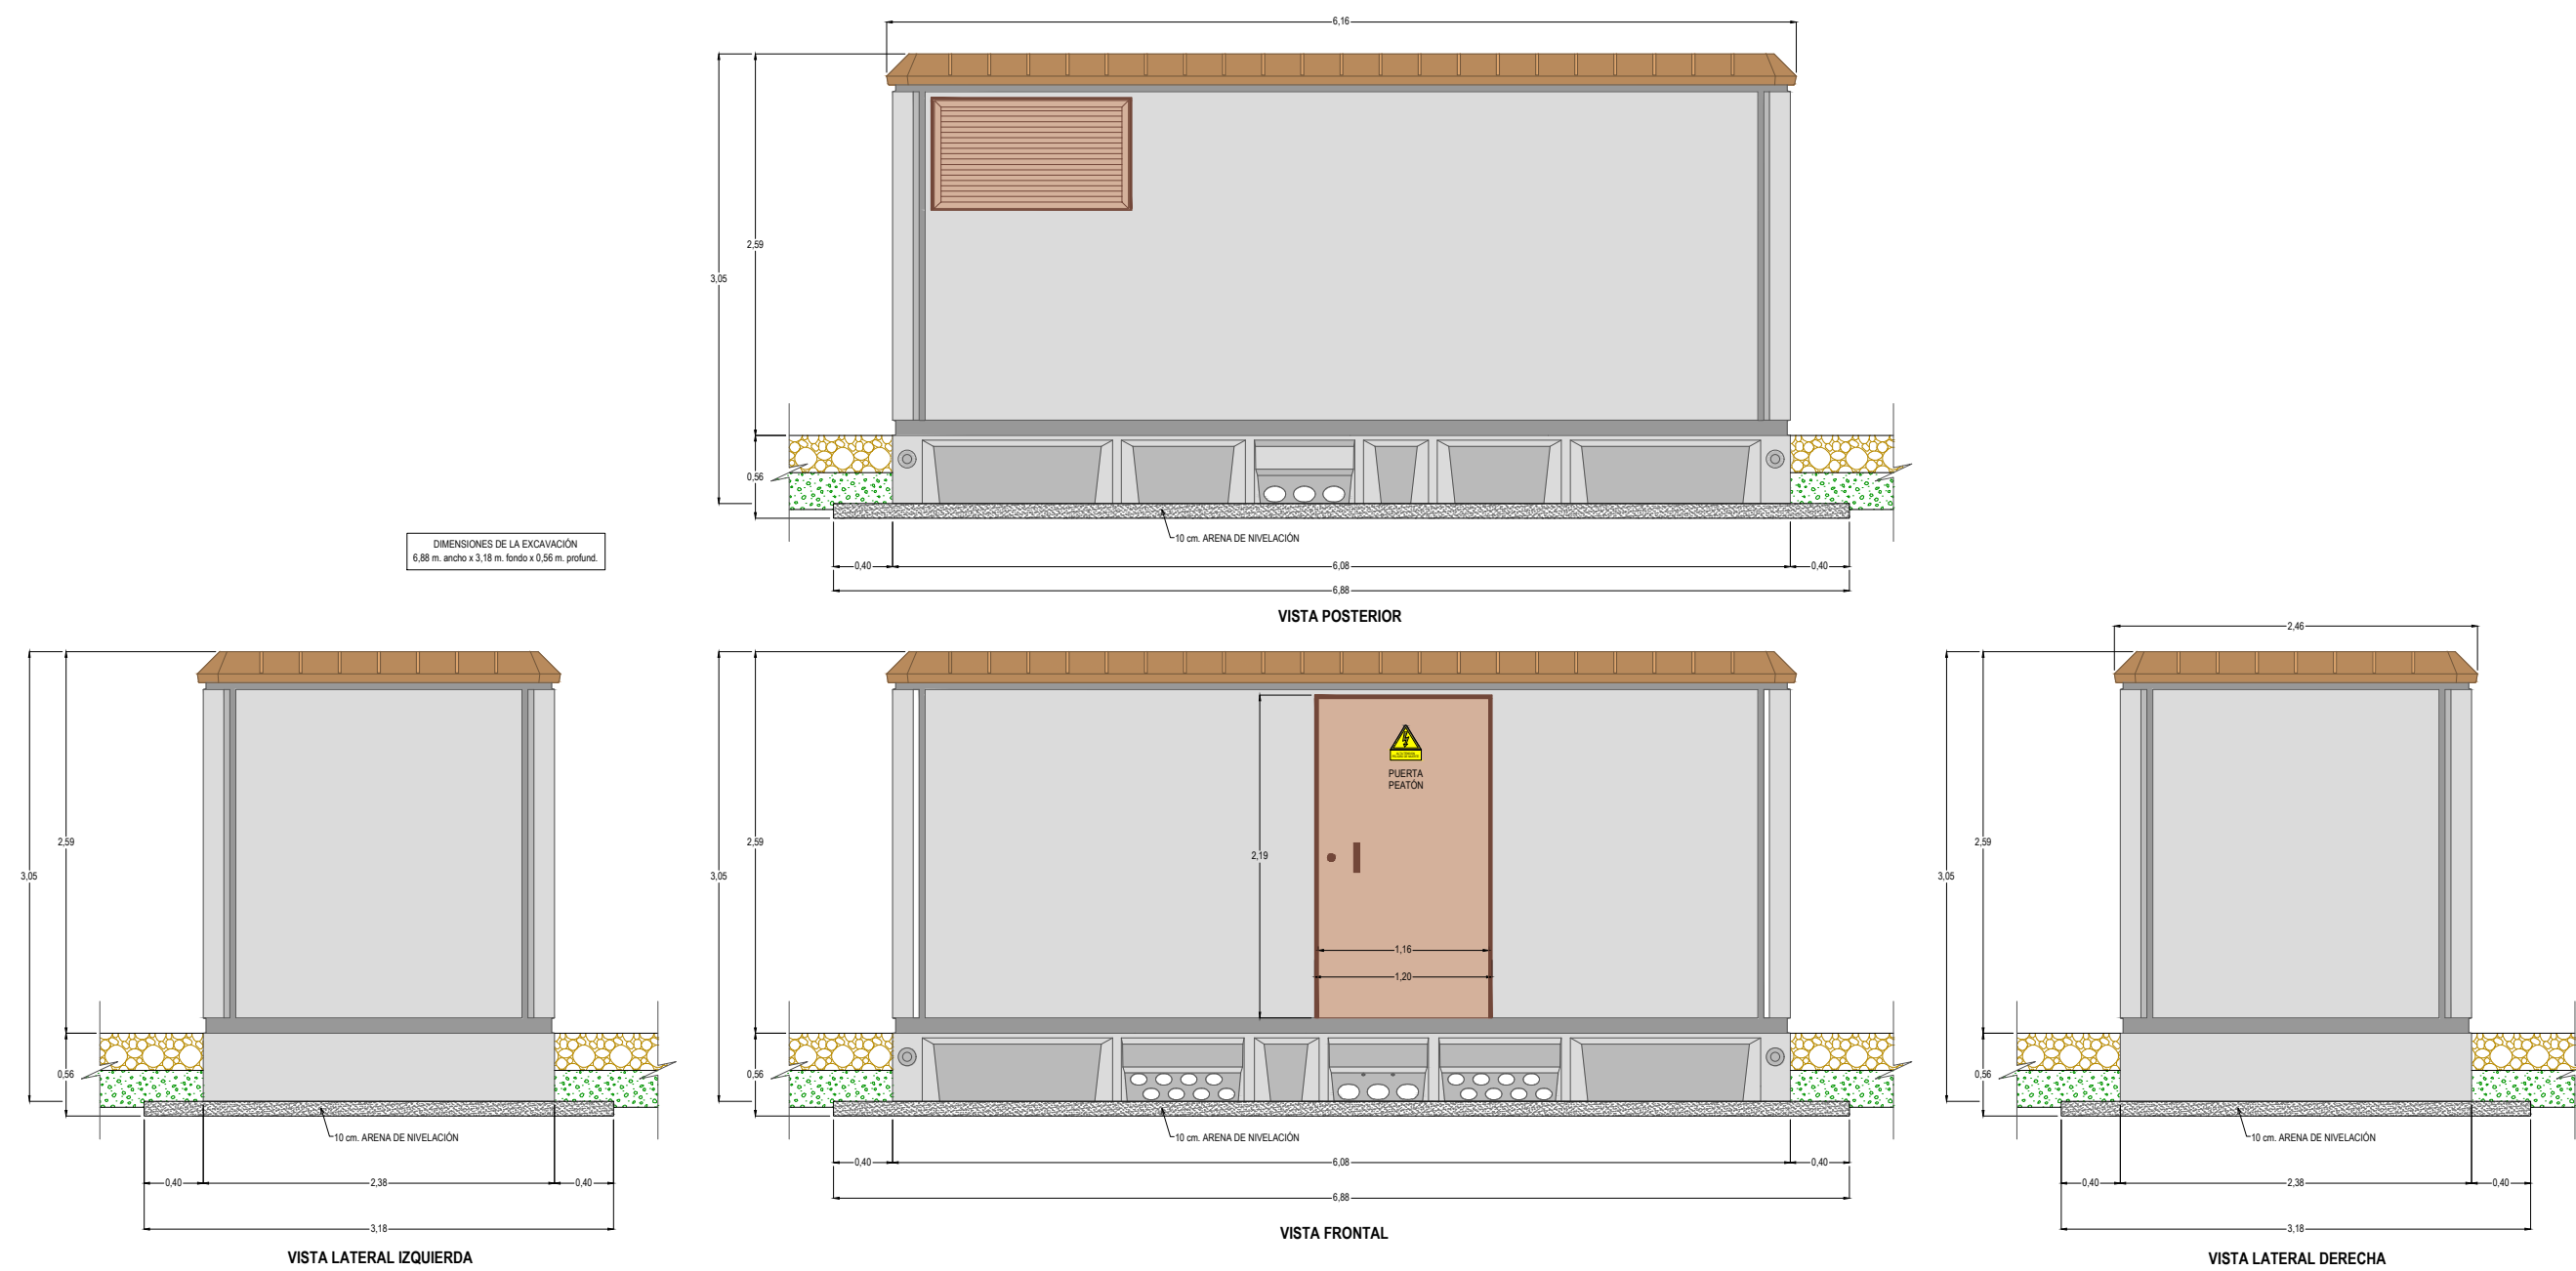 6,16
3,05
2,59
0,56
10 cm. ARENA DE NIVELACIÓN
0,40
6,08
0,40
6,88
VISTA POSTERIOR
DIMENSIONES DE LA EXCAVACIÓN
6,88 m. ancho x 3,18 m. fondo x 0,56 m. profund.
3,05
2,59
0,56
10 cm. ARENA DE NIVELACIÓN
0,40
2,38
0,40
3,18
VISTA LATERAL IZQUIERDA
3,05
2,59
0,56
2,19
PUERTA
PEATÓN
1,16
1,20
10 cm. ARENA DE NIVELACIÓN
0,40
6,08
0,40
6,88
VISTA FRONTAL
2,46
3,05
2,59
0,56
10 cm. ARENA DE NIVELACIÓN
0,40
2,38
0,40
3,18
VISTA LATERAL DERECHA